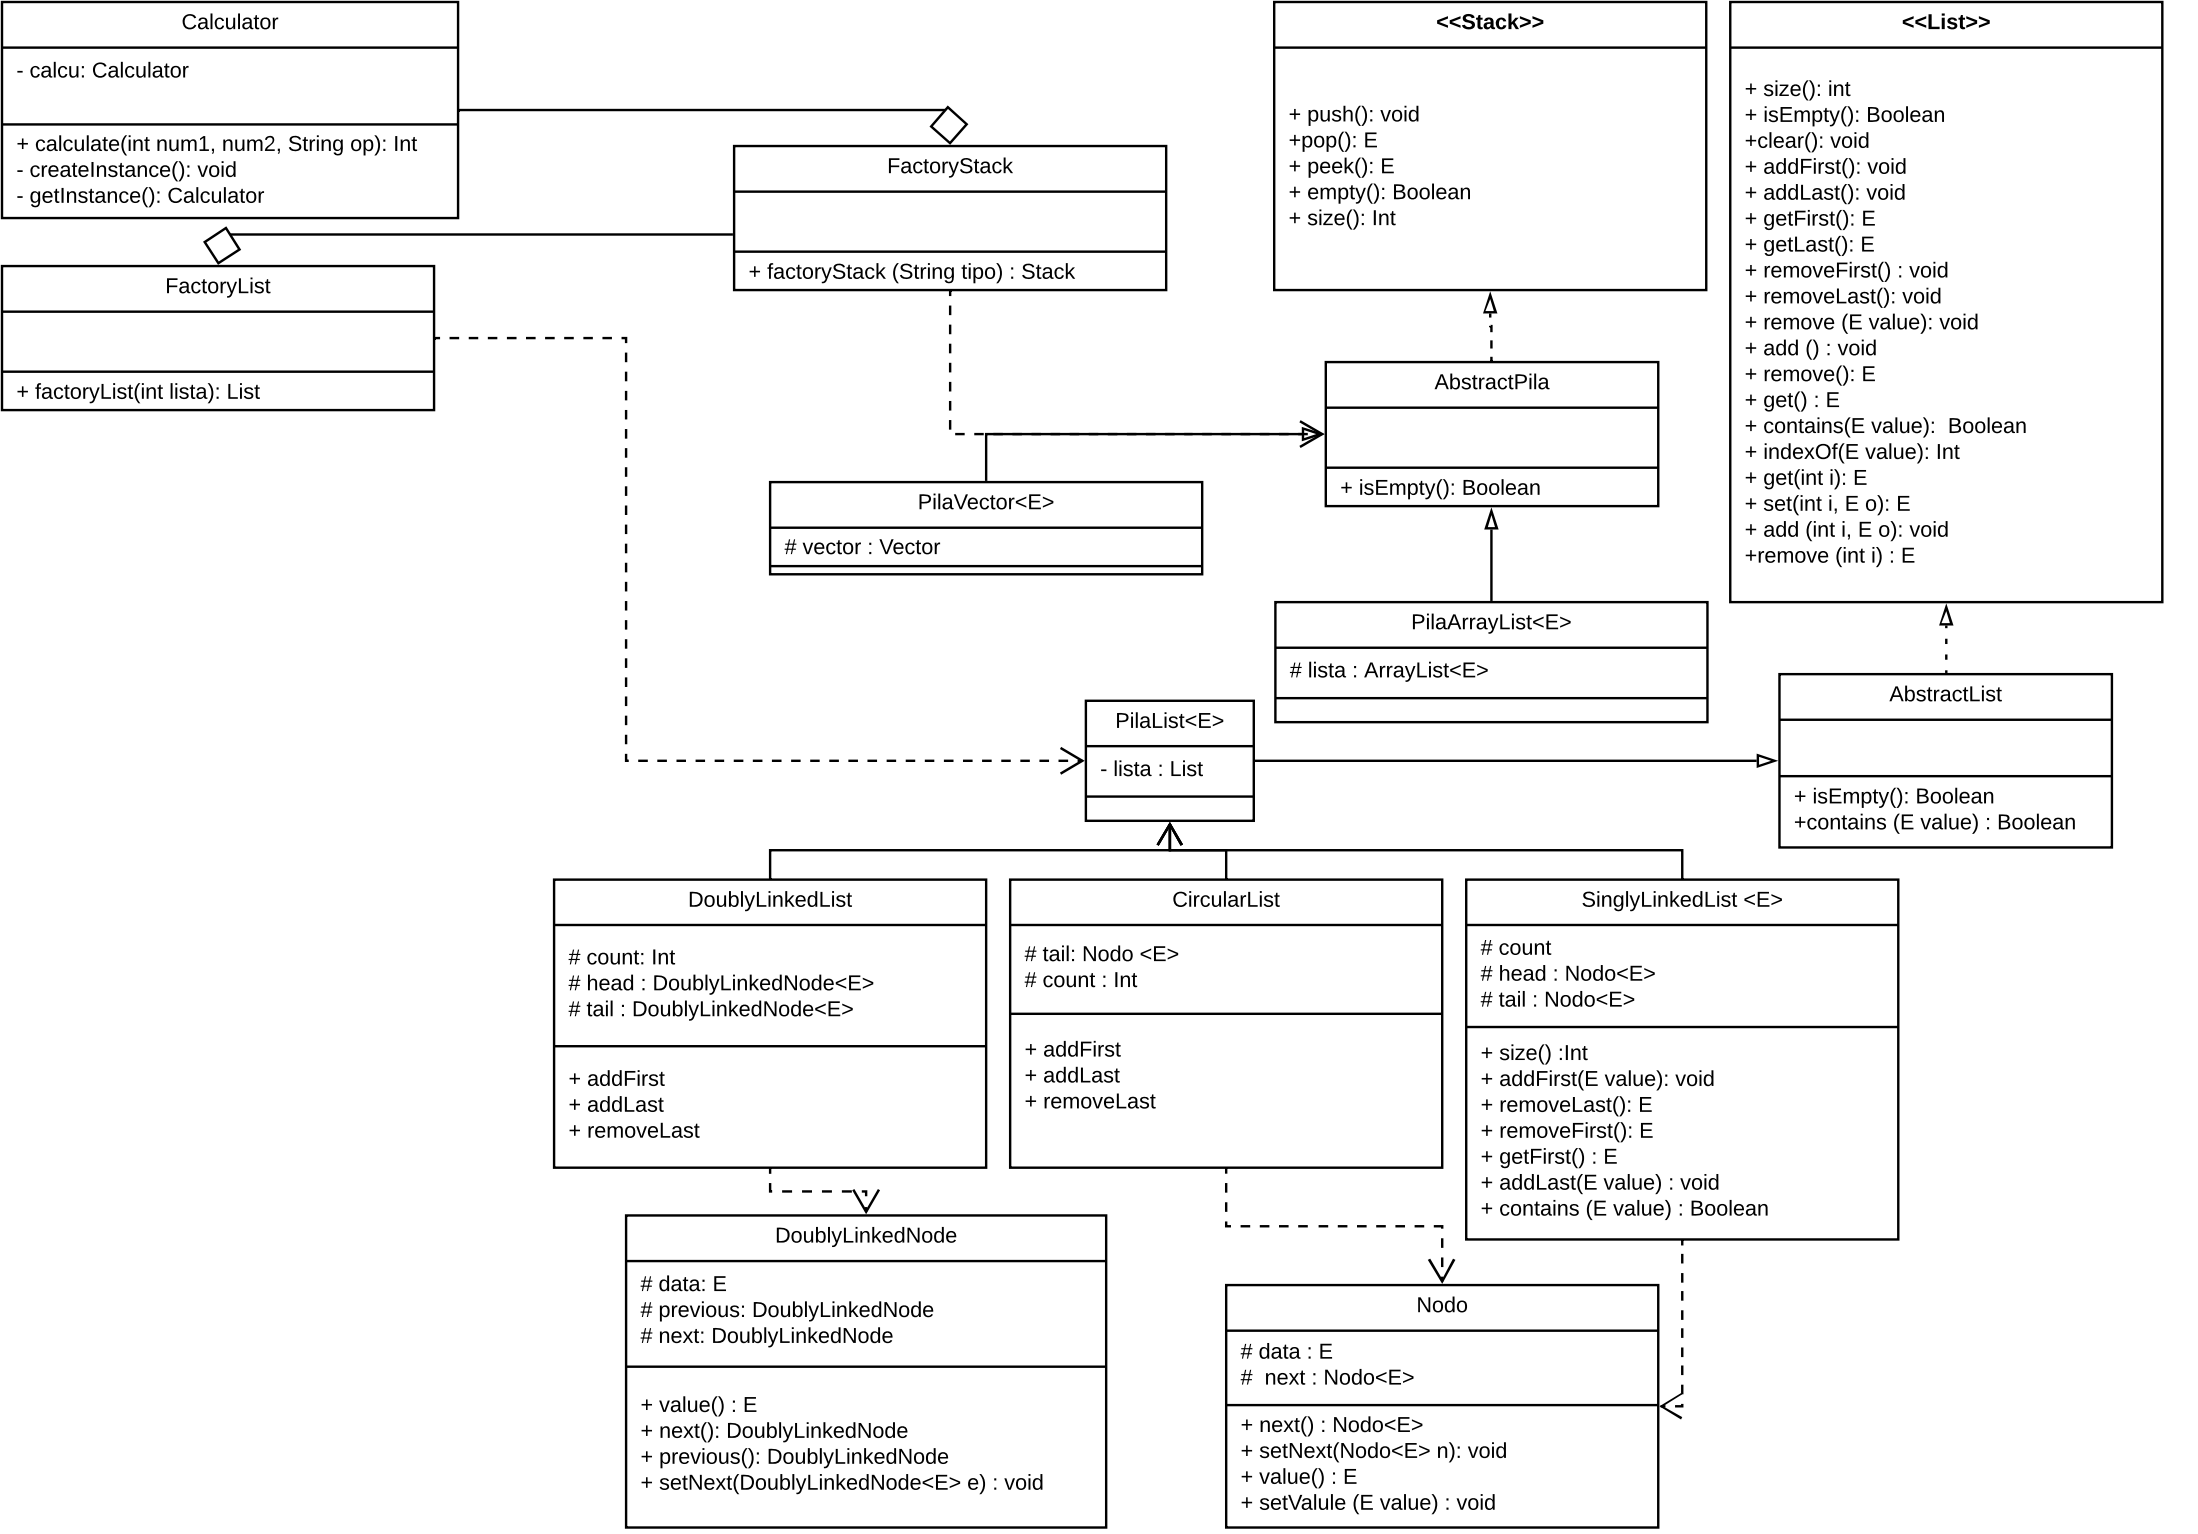 Calculator
- calcu: Calculator
+ calculate(int num1, num2, String op): Int
- createInstance(): void
- getInstance(): Calculator
FactoryStack
+ factoryStack (String tipo) : Stack
FactoryList
+ factoryList(int lista): List
<<Stack>>
+ push(): void
+pop(): E
+ peek(): E
+ empty(): Boolean
+ size(): Int
<<List>>
+ size(): int
+ isEmpty(): Boolean
+clear(): void
+ addFirst(): void
+ addLast(): void
+ getFirst(): E
+ getLast(): E
+ removeFirst() : void
+ removeLast(): void
+ remove (E value): void
+ add () : void
+ remove(): E
+ get() : E
+ contains(E value):  Boolean
+ indexOf(E value): Int
+ get(int i): E
+ set(int i, E o): E
+ add (int i, E o): void
+remove (int i) : E
AbstractPila
+ isEmpty(): Boolean
PilaVector<E>
# vector : Vector
PilaArrayList<E>
# lista : ArrayList<E>
AbstractList
+ isEmpty(): Boolean
+contains (E value) : Boolean
PilaList<E>
- lista : List
DoublyLinkedList
# count: Int
# head : DoublyLinkedNode<E>
# tail : DoublyLinkedNode<E>
+ addFirst
+ addLast
+ removeLast
CircularList
# tail: Nodo <E>
# count : Int
+ addFirst
+ addLast
+ removeLast
SinglyLinkedList <E>
# count
# head : Nodo<E>
# tail : Nodo<E>
+ size() :Int
+ addFirst(E value): void
+ removeLast(): E
+ removeFirst(): E
+ getFirst() : E
+ addLast(E value) : void
+ contains (E value) : Boolean
DoublyLinkedNode
# data: E
# previous: DoublyLinkedNode
# next: DoublyLinkedNode
+ value() : E
+ next(): DoublyLinkedNode
+ previous(): DoublyLinkedNode
+ setNext(DoublyLinkedNode<E> e) : void
Nodo
# data : E
#  next : Nodo<E>
+ next() : Nodo<E>
+ setNext(Nodo<E> n): void
+ value() : E
+ setValule (E value) : void